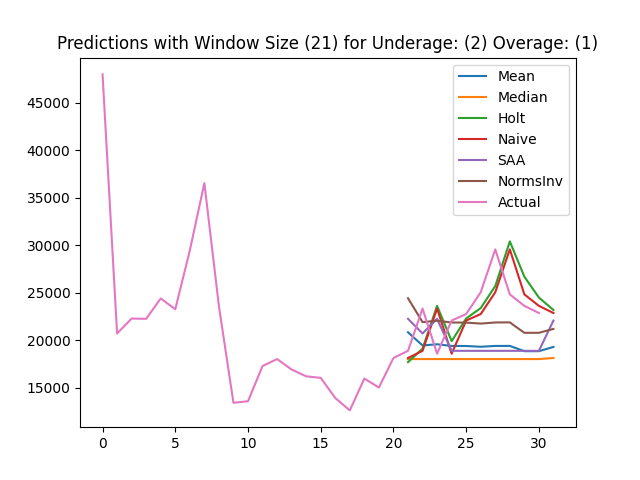 Predictions with Window Size (21) for Underage: (2) Overage: (1)
Mean
Median
Holt
Naive
SAA
NormsInv
Actual
45000
40000
35000
30000
25000
20000
15000
0 5 10 15 20 25 30